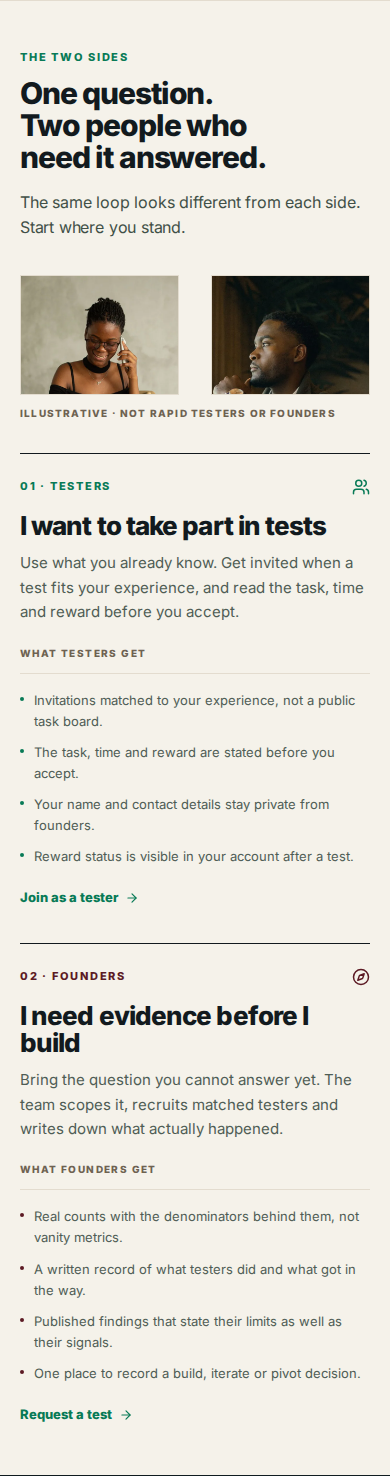 THE TWO SIDES
One question.
Two people who
need it answered.
The same loop looks different from each side.
Start where you stand.
ILLUSTRATIVE · NOT RAPID TESTERS OR FOUNDERS
01 · TESTERS
I want to take part in tests
Use what you already know. Get invited when a
test fits your experience, and read the task, time
and reward before you accept.
WHAT TESTERS GET
Invitations matched to your experience, not a public
task board.
The task, time and reward are stated before you
accept.
Your name and contact details stay private from
founders.
Reward status is visible in your account after a test.
Join as a tester →
02 · FOUNDERS
I need evidence before I
build
Bring the question you cannot answer yet. The
team scopes it, recruits matched testers and
writes down what actually happened.
WHAT FOUNDERS GET
Real counts with the denominators behind them, not
vanity metrics.
A written record of what testers did and what got in
the way.
Published findings that state their limits as well as
their signals.
One place to record a build, iterate or pivot decision.
Request a test →